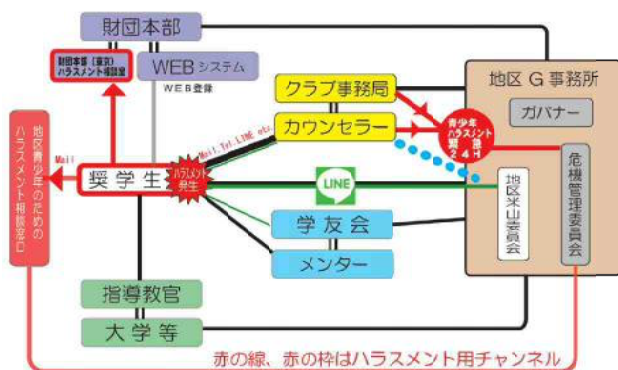 財団本部
財団本部（東京）
ハラスメント相談室
WEBシステム
WEB登録
クラブ事務局
カウンセラー
Mail,Tel,LINE etc.
青少年
ハラスメント
緊急
24H
地区G事務所
ガバナー
危機管理委員会
地区米山委員会
地区青少年のための
ハラスメント相談窓口
Mail
奨学生
ハラスメント
発生
LINE
学友会
メンター
指導教官
大学等
赤の線、赤の枠はハラスメント用チャンネル